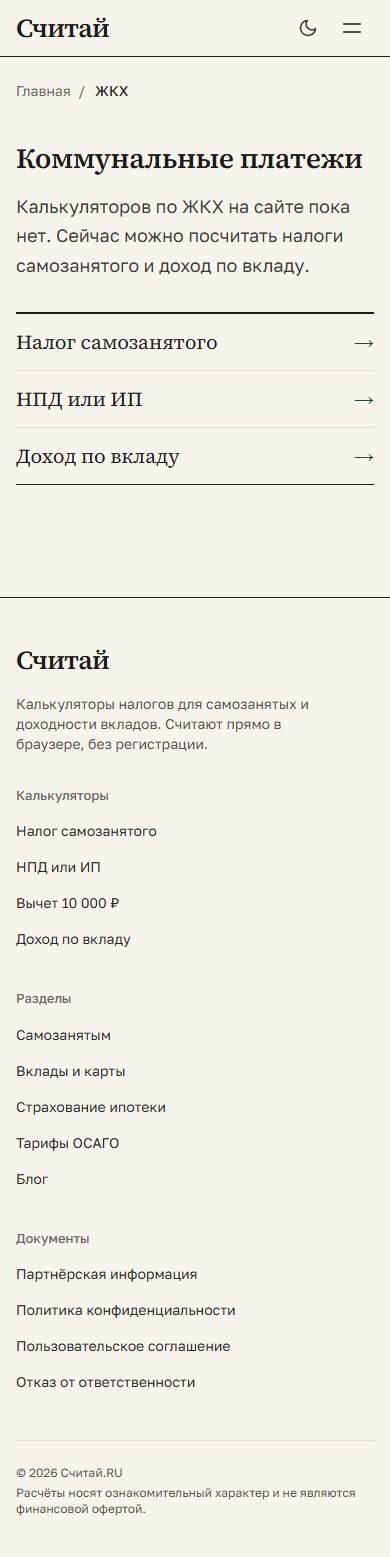 Считай
Главная / ЖКХ
Коммунальные платежи
Калькуляторов по ЖКХ на сайте пока
нет. Сейчас можно посчитать налоги
самозанятого и доход по вкладу.
Налог самозанятого →
НПД или ИП →
Доход по вкладу →
Считай
Калькуляторы налогов для самозанятых и
доходности вкладов. Считают прямо в
браузере, без регистрации.
Калькуляторы
Налог самозанятого
НПД или ИП
Вычет 10 000 ₽
Доход по вкладу
Разделы
Самозанятым
Вклады и карты
Страхование ипотеки
Тарифы ОСАГО
Блог
Документы
Партнёрская информация
Политика конфиденциальности
Пользовательское соглашение
Отказ от ответственности
© 2026 Считай.RU
Расчёты носят ознакомительный характер и не являются
финансовой офертой.